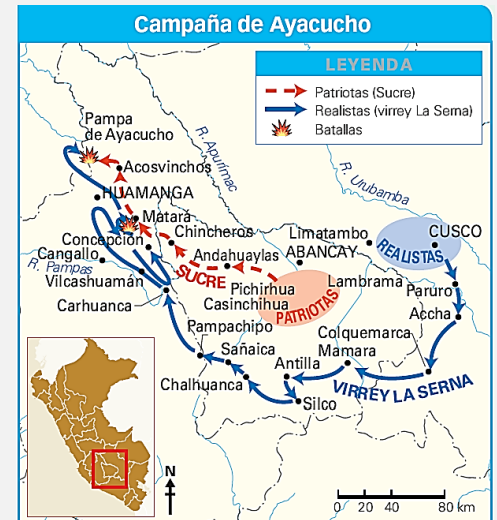 Campaña de Ayacucho
LEYENDA
Patriotas (Sucre)
Realistas (virrey La Serna)
Batallas
Pampa
de Ayacucho
R. Apurímac
Acosvinchos
R. Urubamba
HUAMANGA
Matará
Chincheros
Limatambo
CUSCO
Concepción
REALISTAS
Cangallo
Andahuaylas
ABANCAY
R. Pampas
SUCRE
Vilcashuamán
Pichirhua
Lambrama
Paruro
Casinchihua
PATRIOTAS
Carhuanca
Accha
Pampachipo
Colquemarca
Sañaica
Antilla
Mamara
Chalhuanca
VIRREY LA SERNA
Silco
N
0 20 40 80 km